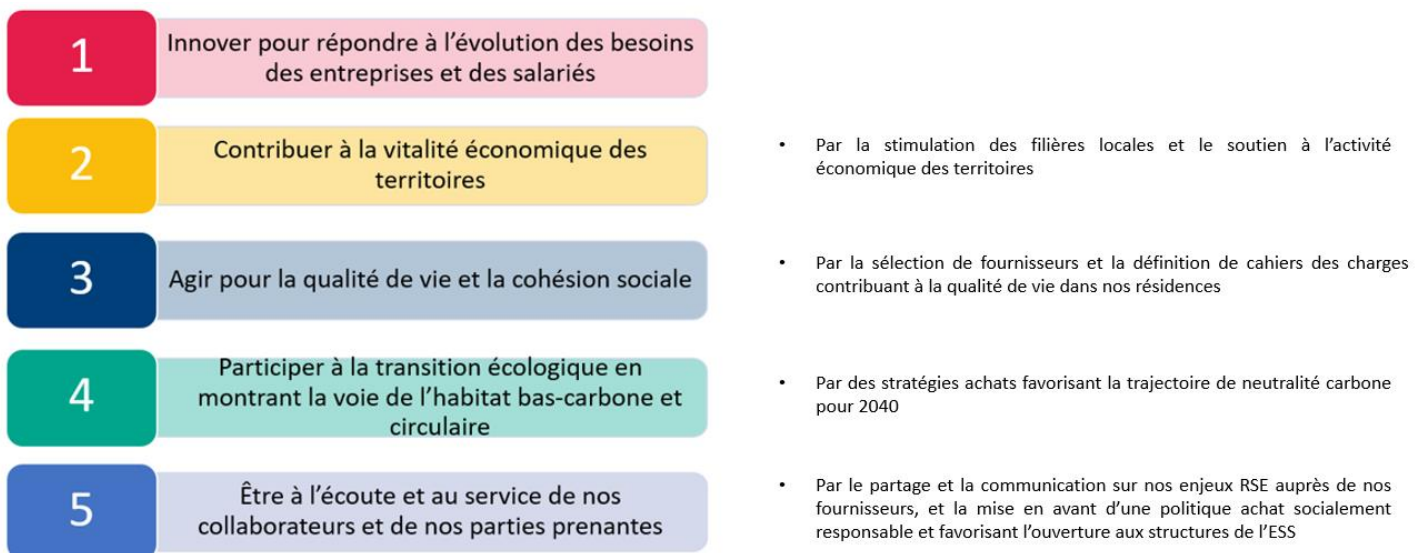 1
Innover pour répondre à l'évolution des besoins
des entreprises et des salariés
2
Contribuer à la vitalité économique des
territoires
• Par la stimulation des filières locales et le soutien à l'activité
économique des territoires
3
Agir pour la qualité de vie et la cohésion sociale
• Par la sélection de fournisseurs et la définition de cahiers des charges
contribuant à la qualité de vie dans nos résidences
4
Participer à la transition écologique en
montrant la voie de l'habitat bas-carbone et
circulaire
• Par des stratégies achats favorisant la trajectoire de neutralité carbone
pour 2040
5
Être à l'écoute et au service de nos
collaborateurs et de nos parties prenantes
• Par le partage et la communication sur nos enjeux RSE auprès de nos
fournisseurs, et la mise en avant d'une politique achat socialement
responsable et favorisant l'ouverture aux structures de l'ESS